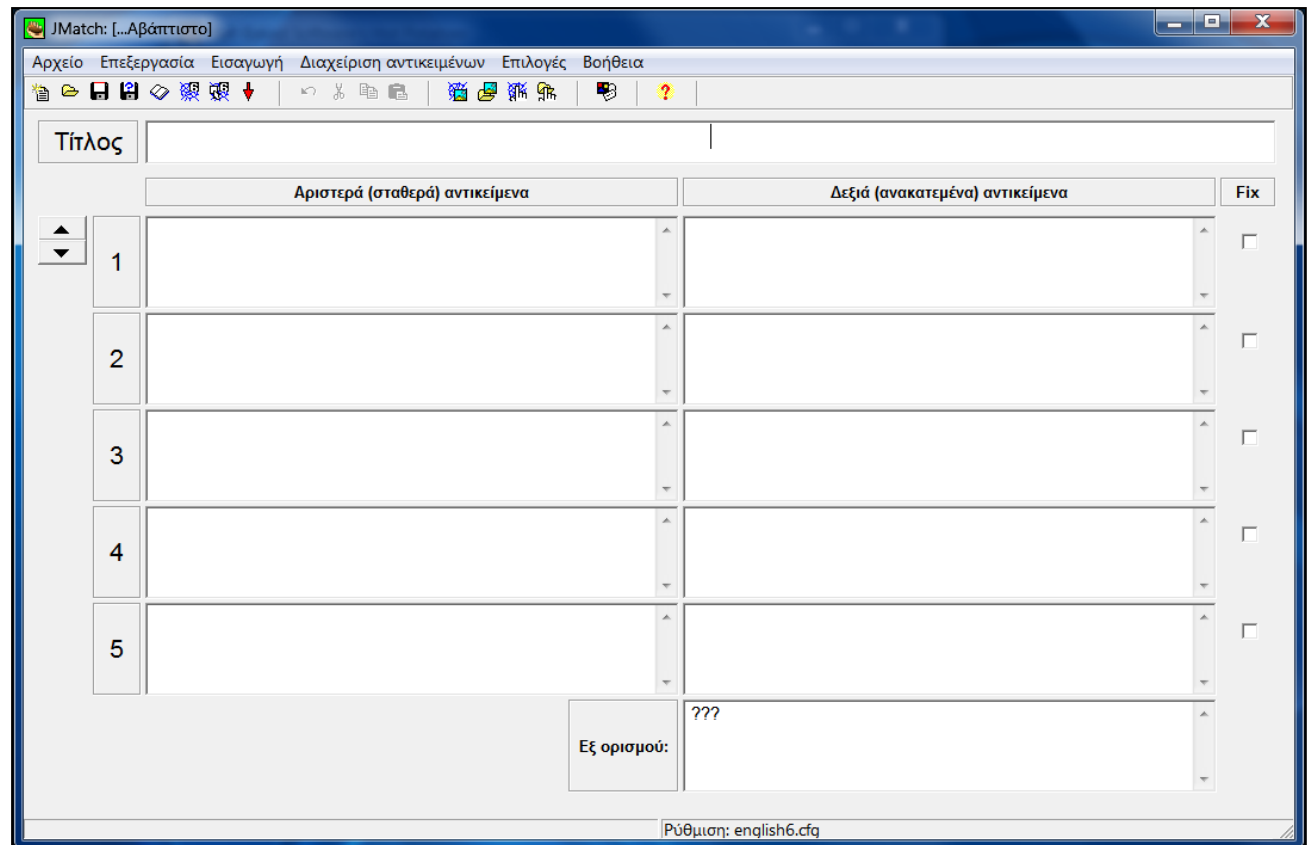 JMatch: [...Αβάπτιστο]
Αρχείο Επεξεργασία Εισαγωγή Διαχείριση αντικειμένων Επιλογές Βοήθεια
Τίτλος
Αριστερά (σταθερά) αντικείμενα Δεξιά (ανακατεμένα) αντικείμενα Fix
1
2
3
4
5
???
Εξ ορισμού:
Ρύθμιση: english6.cfg